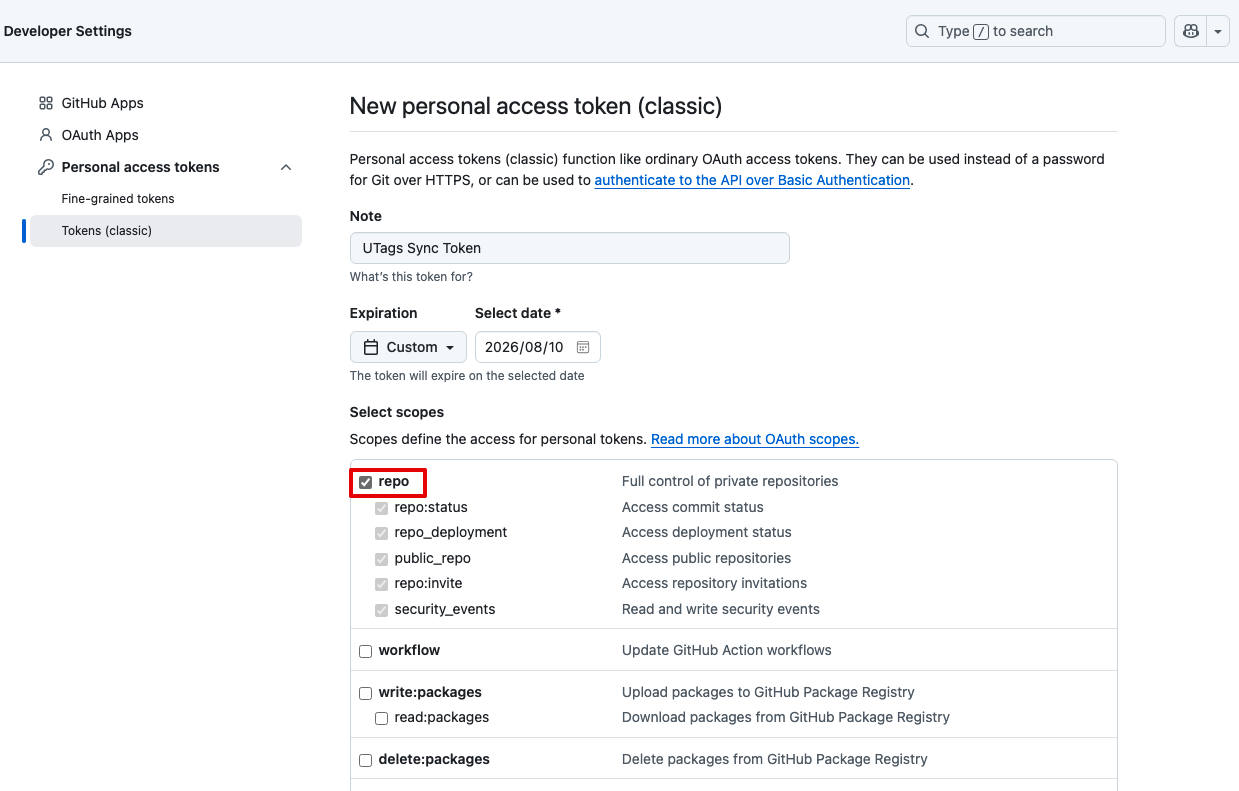 Developer Settings
Type / to search
GitHub Apps
OAuth Apps
Personal access tokens
Fine-grained tokens
Tokens (classic)
New personal access token (classic)
Personal access tokens (classic) function like ordinary OAuth access tokens. They can be used instead of a password
for Git over HTTPS, or can be used to authenticate to the API over Basic Authentication.
Note
UTags Sync Token
What's this token for?
Expiration Select date *
Custom 2026/08/10
The token will expire on the selected date
Select scopes
Scopes define the access for personal tokens. Read more about OAuth scopes.
repo Full control of private repositories
repo:status Access commit status
repo_deployment Access deployment status
public_repo Access public repositories
repo:invite Access repository invitations
security_events Read and write security events
workflow Update GitHub Action workflows
write:packages Upload packages to GitHub Package Registry
read:packages Download packages from GitHub Package Registry
delete:packages Delete packages from GitHub Package Registry